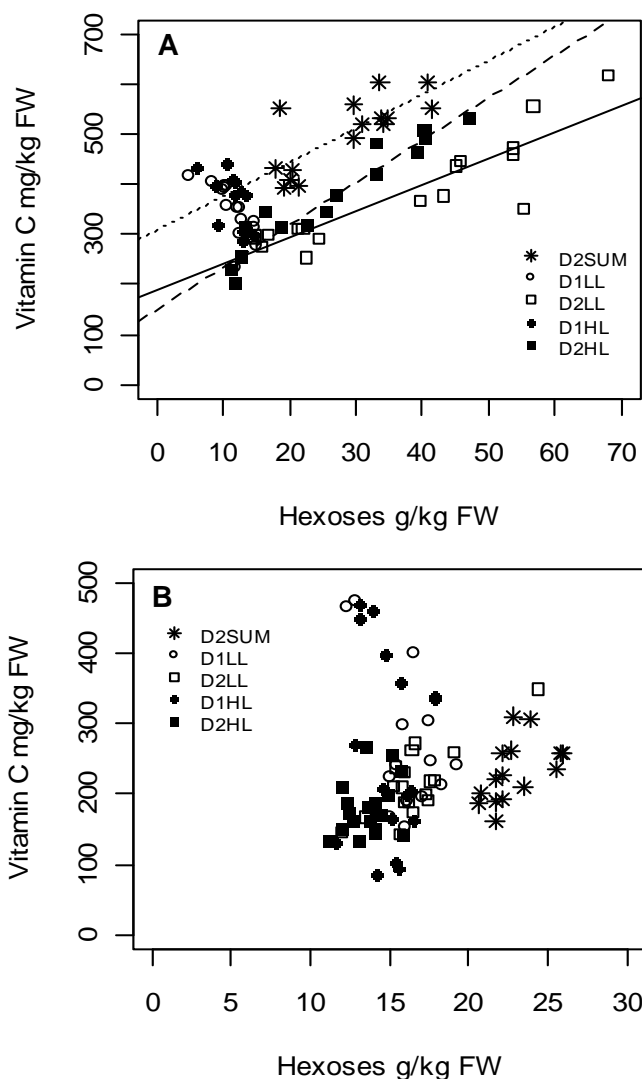 A
Vitamin C mg/kg FW
700
500
300
100
0
D2SUM
D1LL
D2LL
D1HL
D2HL
0 10 20 30 40 50 60 70
Hexoses g/kg FW
B
Vitamin C mg/kg FW
500
400
300
200
100
0
D2SUM
D1LL
D2LL
D1HL
D2HL
0 5 10 15 20 25 30
Hexoses g/kg FW